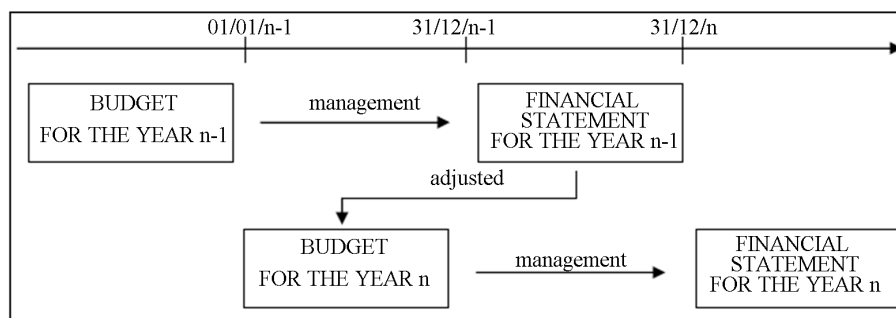 01/01/n-1 31/12/n-1 31/12/n
BUDGET
FOR THE YEAR n-1
management
FINANCIAL
STATEMENT
FOR THE YEAR n-1
adjusted
BUDGET
FOR THE YEAR n
management
FINANCIAL
STATEMENT
FOR THE YEAR n